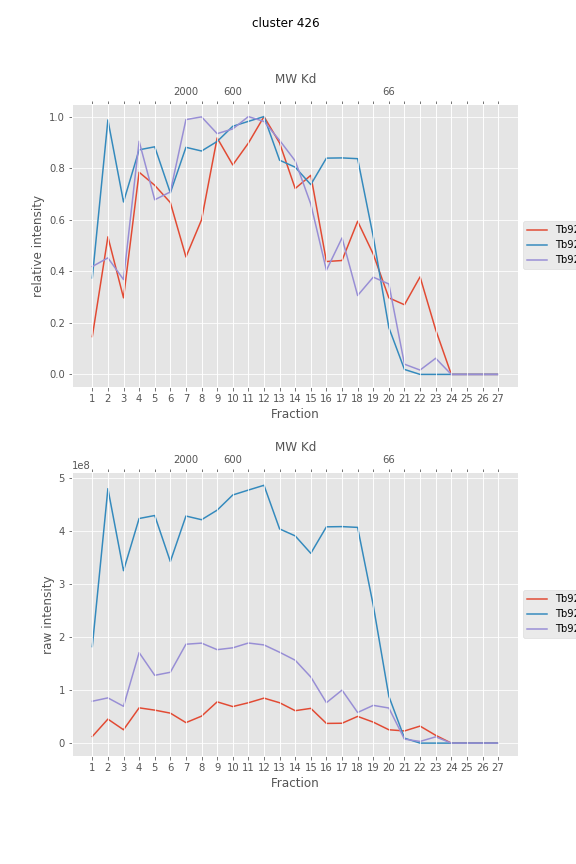 cluster 426
MW Kd
2000 600 66
1.0
0.8
0.6
0.4
0.2
0.0
relative intensity
Tb92
Tb92
Tb92
1 2 3 4 5 6 7 8 9 10 11 12 13 14 15 16 17 18 19 20 21 22 23 24 25 26 27
Fraction
MW Kd
2000 600 66
1e8
5
4
3
2
1
0
raw intensity
Tb92
Tb92
Tb92
1 2 3 4 5 6 7 8 9 10 11 12 13 14 15 16 17 18 19 20 21 22 23 24 25 26 27
Fraction